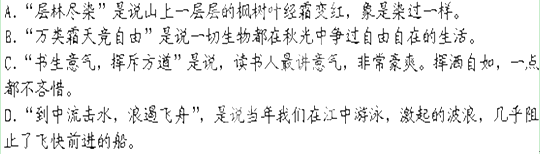 A.“层林尽染”是说山上一层层的枫树叶经霜变红，象是染过一样。
B.“万类霜天竞自由”是说一切生物都在秋光中争过自由自在的生活。
C.“书生意气，挥斥方遒”是说，读书人最讲意气，非常豪爽。挥洒自如，一点
都不吝惜。
D.“到中流击水，浪遏飞舟”，是说当年我们在江中游泳，激起的波浪，几乎阻
止了飞快前进的船。